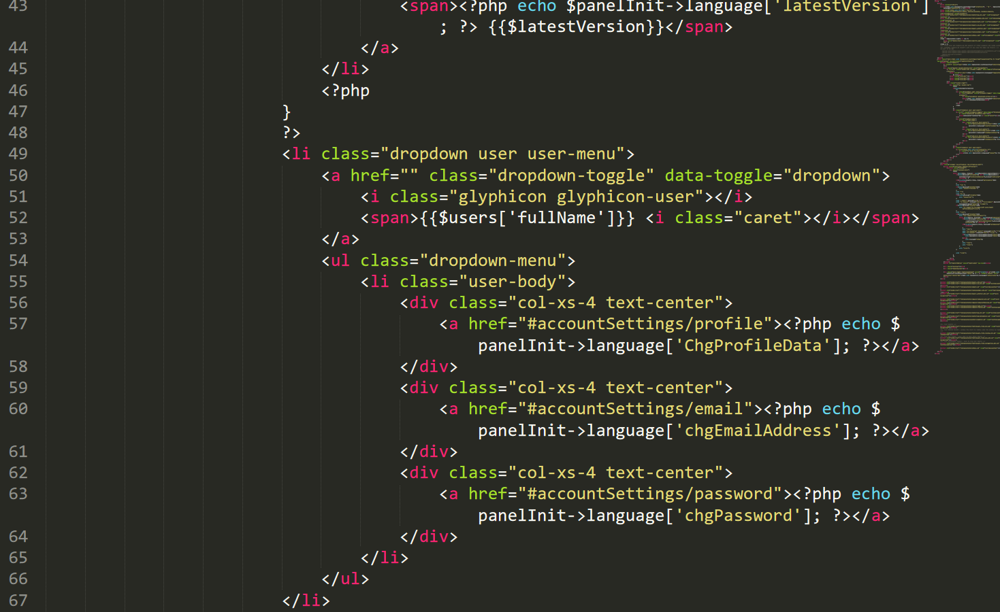 43 <span><?php echo $panelInit->language['latestVersion']
; ?> {{$latestVersion}}</span>
44 </a>
45 </li>
46 <?php
47 }
48 ?>
49 <li class="dropdown user user-menu">
50 <a href="" class="dropdown-toggle" data-toggle="dropdown">
51 <i class="glyphicon glyphicon-user"></i>
52 <span>{{$users['fullName']}} <i class="caret"></i></span>
53 </a>
54 <ul class="dropdown-menu">
55 <li class="user-body">
56 <div class="col-xs-4 text-center">
57 <a href="#accountSettings/profile"><?php echo $
panelInit->language['ChgProfileData']; ?></a>
58 </div>
59 <div class="col-xs-4 text-center">
60 <a href="#accountSettings/email"><?php echo $
panelInit->language['chgEmailAddress']; ?></a>
61 </div>
62 <div class="col-xs-4 text-center">
63 <a href="#accountSettings/password"><?php echo $
panelInit->language['chgPassword']; ?></a>
64 </div>
65 </li>
66 </ul>
67 </li>